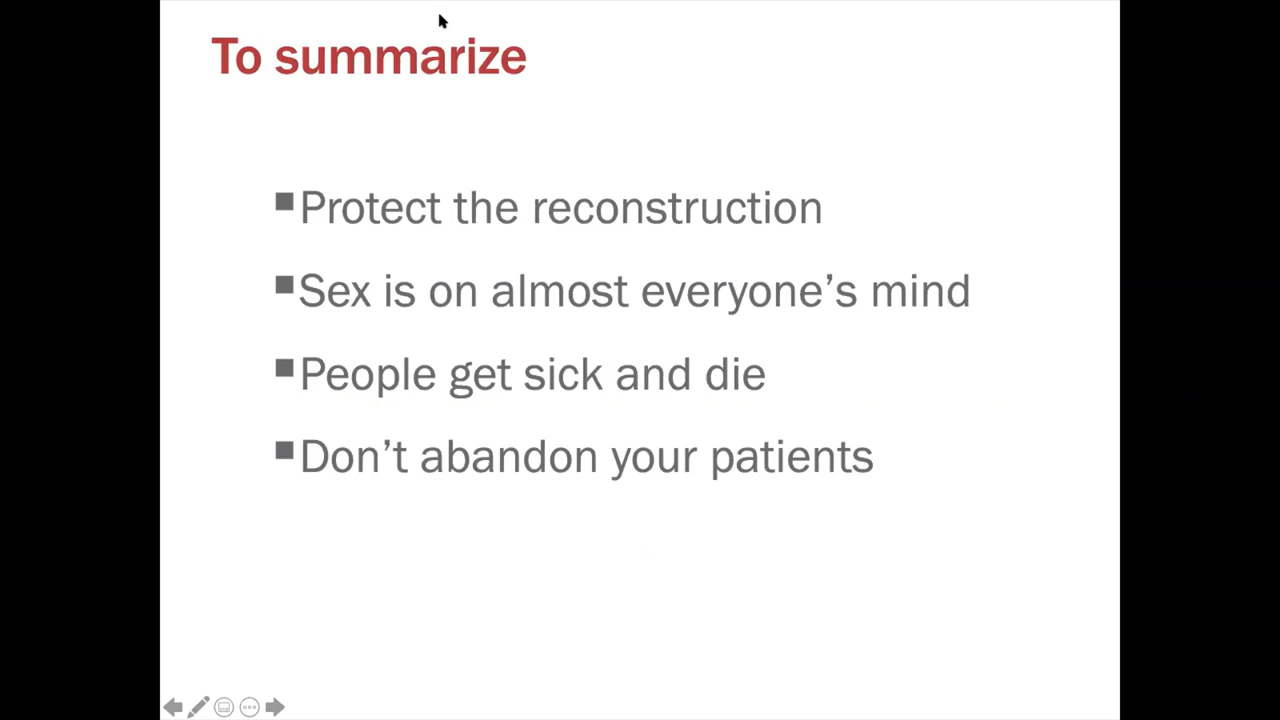 To summarize
■Protect the reconstruction
■Sex is on almost everyone’s mind
■People get sick and die
■Don’t abandon your patients